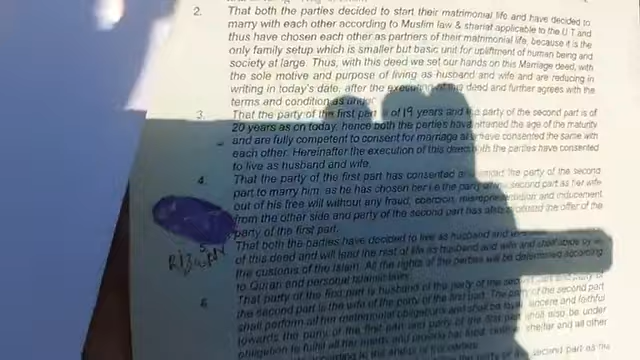 2. That both the parties decided to start their matrimonial life and have decided to
marry with each other according to Muslim law & shariat applicable to the U T and
thus have chosen each other as partners of their matrimonial life, because it is the
only family setup which is smaller but basic unit for upliftment of human being and
society at large. Thus, with this deed we set our hands on this Marriage deed, with
the sole motive and purpose of living as husband and wife and are reducing in
writing in today's date, after the execution of the deed and further agrees with the
terms and condition as under
3. That the party of the first part of 19 years and party of the second part is of
20 years as on today, hence both the parties have attained the age of the maturity
and are fully competent to consent for marriage have consented the same with
each other. Hereinafter the execution of this deed both the parties have consented
to live as husband and wife.
4. That the party of the first part has consented the party of the second
part to marry him, as he has chosen her i.e the party second part as her wife
out of his free will without any fraud, coercion, misrepresentation and inducement
from the other side and party of the second part has also the offer of the
party of the first part.
5. That both the parties have decided to live as husband and
of this deed and will lead the rest of life as husband and wife and shall abide by
the customs of the Islam. All the rights of the parties will be determined according
to Quran and personal Islamic law.
6. That party of the first part is husband of the party of the second part and party of
the second part is the wife of the party of the first part. The party of the second part
shall perform all her matrimonial obligations and shall be sincere and faithful
towards the party of the first part and party of the first part shall also be under
obligation to fulfill all her needs and provide her food, shelter and all other
second part as his